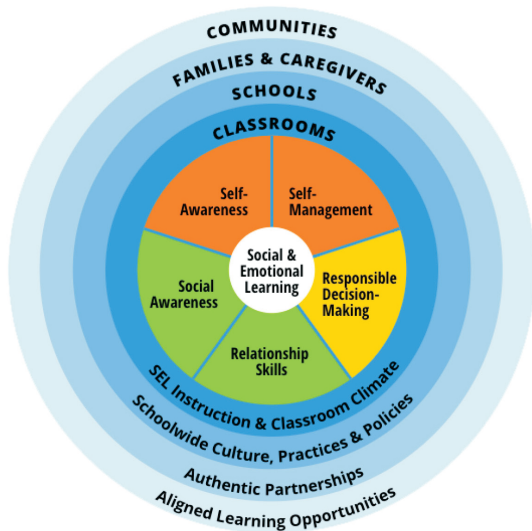 COMMUNITIES
FAMILIES & CAREGIVERS
SCHOOLS
CLASSROOMS
Self-
Awareness
Self-
Management
Social &
Emotional
Learning
Social
Awareness
Responsible
Decision-
Making
Relationship
Skills
SEL Instruction & Classroom Climate
Schoolwide Culture, Practices & Policies
Authentic Partnerships
Aligned Learning Opportunities